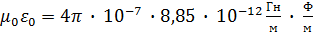 μ₀ε₀ = 4π · 10⁻⁷ · 8,85 · 10⁻¹² Гн/м · Ф/м